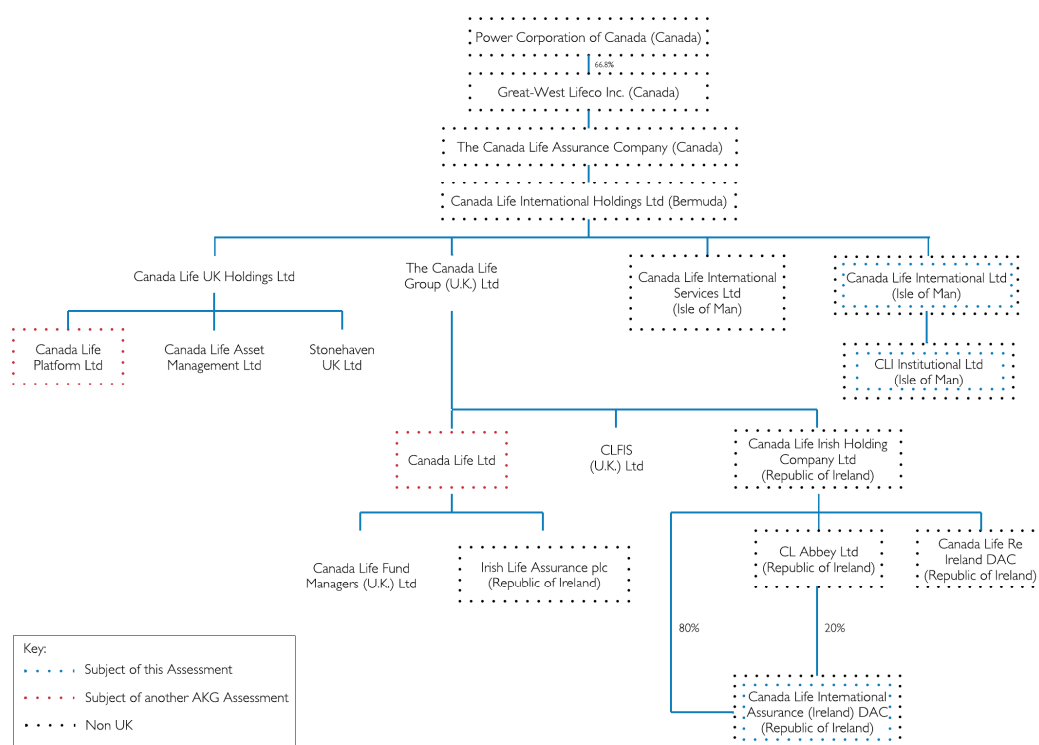 Power Corporation of Canada (Canada)
66.8%
Great-West Lifeco Inc. (Canada)
The Canada Life Assurance Company (Canada)
Canada Life International Holdings Ltd (Bermuda)
Canada Life UK Holdings Ltd
The Canada Life
Group (U.K.) Ltd
Canada Life International
Services Ltd
(Isle of Man)
Canada Life International Ltd
(Isle of Man)
Canada Life
Platform Ltd
Canada Life Asset
Management Ltd
Stonehaven
UK Ltd
CLI Institutional Ltd
(Isle of Man)
Canada Life Ltd
CLFIS
(U.K.) Ltd
Canada Life Irish Holding
Company Ltd
(Republic of Ireland)
Canada Life Fund
Managers (U.K.) Ltd
Irish Life Assurance plc
(Republic of Ireland)
CL Abbey Ltd
(Republic of Ireland)
Canada Life Re
Ireland DAC
(Republic of Ireland)
80%
20%
Canada Life International
Assurance (Ireland) DAC
(Republic of Ireland)
Key:
Subject of this Assessment
Subject of another AKG Assessment
Non UK